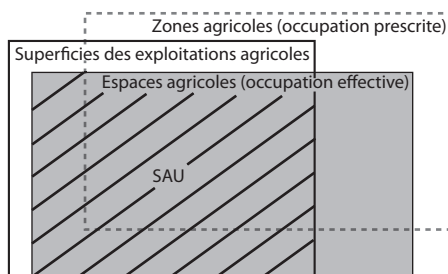 Zones agricoles (occupation prescrite)
Superficies des exploitations agricoles
Espaces agricoles (occupation effective)
SAU